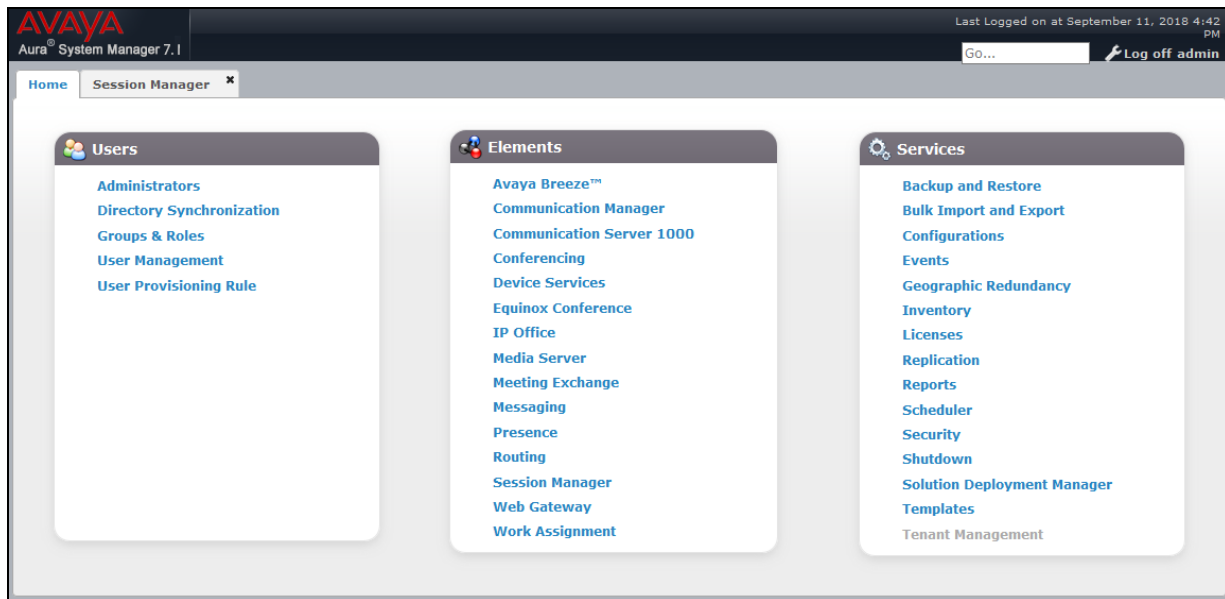 AVAYA
Aura® System Manager 7.1
Last Logged on at September 11, 2018 4:42
PM
Go...
Log off admin
Home
Session Manager ×
Users
Administrators
Directory Synchronization
Groups & Roles
User Management
User Provisioning Rule
Elements
Avaya Breeze™
Communication Manager
Communication Server 1000
Conferencing
Device Services
Equinox Conference
IP Office
Media Server
Meeting Exchange
Messaging
Presence
Routing
Session Manager
Web Gateway
Work Assignment
Services
Backup and Restore
Bulk Import and Export
Configurations
Events
Geographic Redundancy
Inventory
Licenses
Replication
Reports
Scheduler
Security
Shutdown
Solution Deployment Manager
Templates
Tenant Management